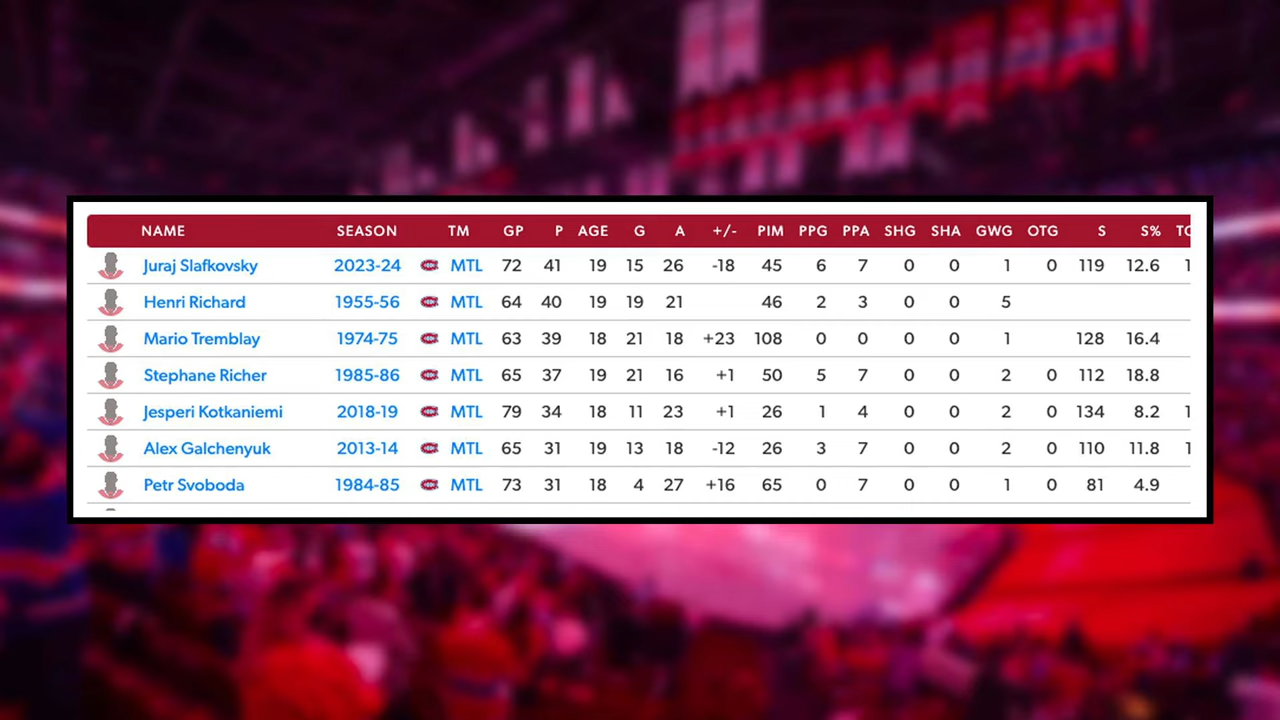 NAME SEASON TM GP P AGE G A +/- PIM PPG PPA SHG SHA GWG OTG S S%
Juraj Slafkovsky 2023-24 MTL 72 41 19 15 26 -18 45 6 7 0 0 1 0 119 12.6
Henri Richard 1955-56 MTL 64 40 19 19 21 46 2 3 0 0 5
Mario Tremblay 1974-75 MTL 63 39 18 21 18 +23 108 0 0 0 0 1 128 16.4
Stephane Richer 1985-86 MTL 65 37 19 21 16 +1 50 5 7 0 0 2 0 112 18.8
Jesperi Kotkaniemi 2018-19 MTL 79 34 18 11 23 +1 26 1 4 0 0 2 0 134 8.2
Alex Galchenyuk 2013-14 MTL 65 31 19 13 18 -12 26 3 7 0 0 2 0 110 11.8
Petr Svoboda 1984-85 MTL 73 31 18 4 27 +16 65 0 7 0 0 1 0 81 4.9